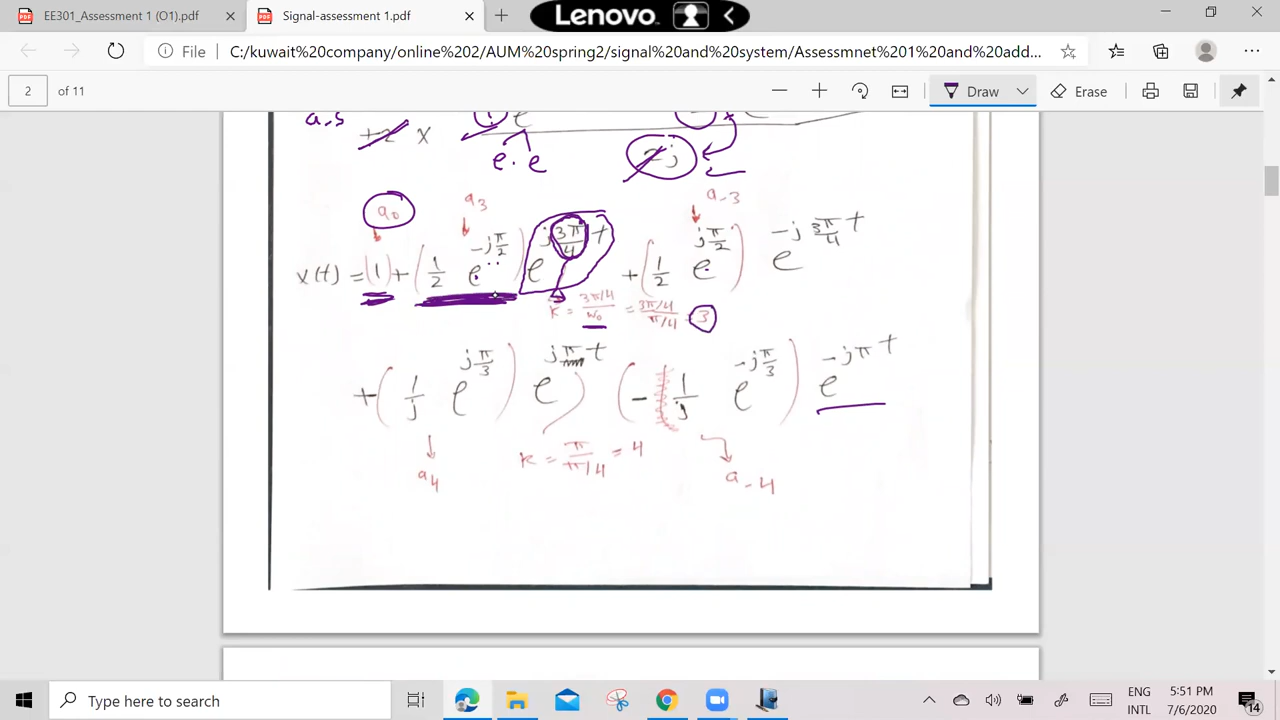 EE301_Assessment 1 (O1).pdf
Signal-assessment 1.pdf
Lenovo
File
C:/kuwait%20company/online%202/AUM%20spring2/signal%20and%20system/Assessmnet%201%20and%20add...
2 of 11
Draw
Erase
a,s
+2 x
e . e
2j
a0 a3 a-3
x(t) = (1) + (1/2 e^{-jπ/2}) e^{j3π/4 t} + (1/2 e^{jπ/2}) e^{-j3π/4 t}
K = 3π/4 / w0 = 3π/4 / π/4 = 3
+ (1/j e^{jπ/3}) e^{jπt} (- 1/j e^{-jπ/3}) e^{-jπt}
K = π / π/4 = 4
a4 a-4
Type here to search
ENG
INTL
5:51 PM
7/6/2020
14